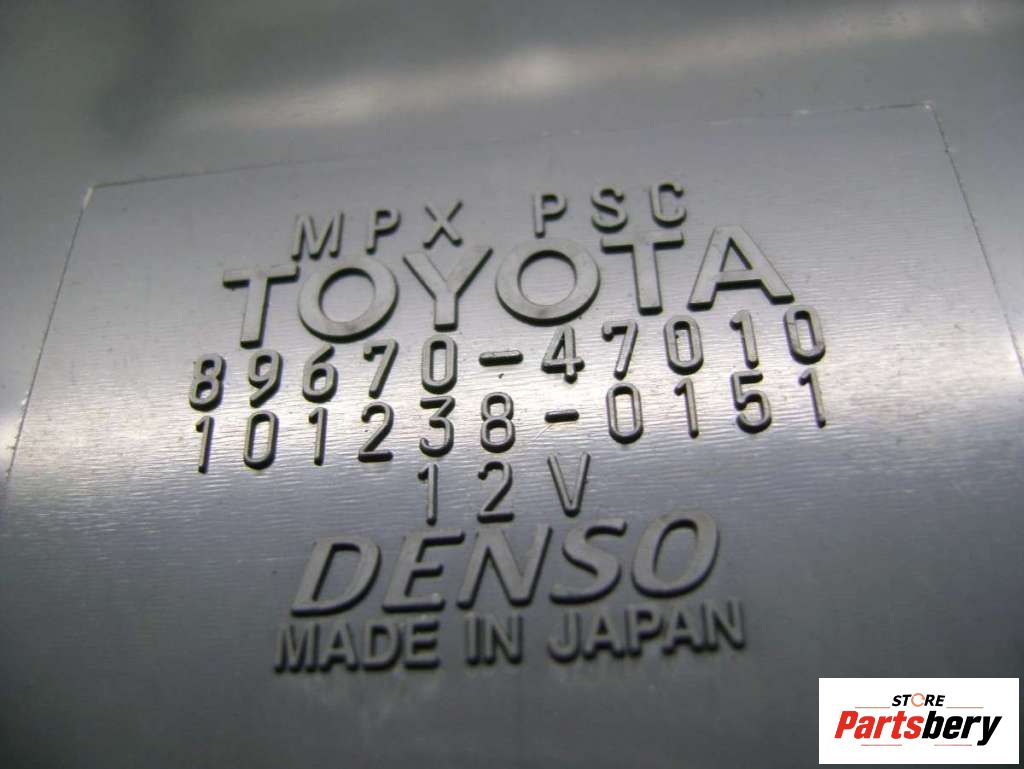 MPX PSC
TOYOTA
89670-47010
101238-0151
12V
DENSO
MADE IN JAPAN
STORE
Partsbery